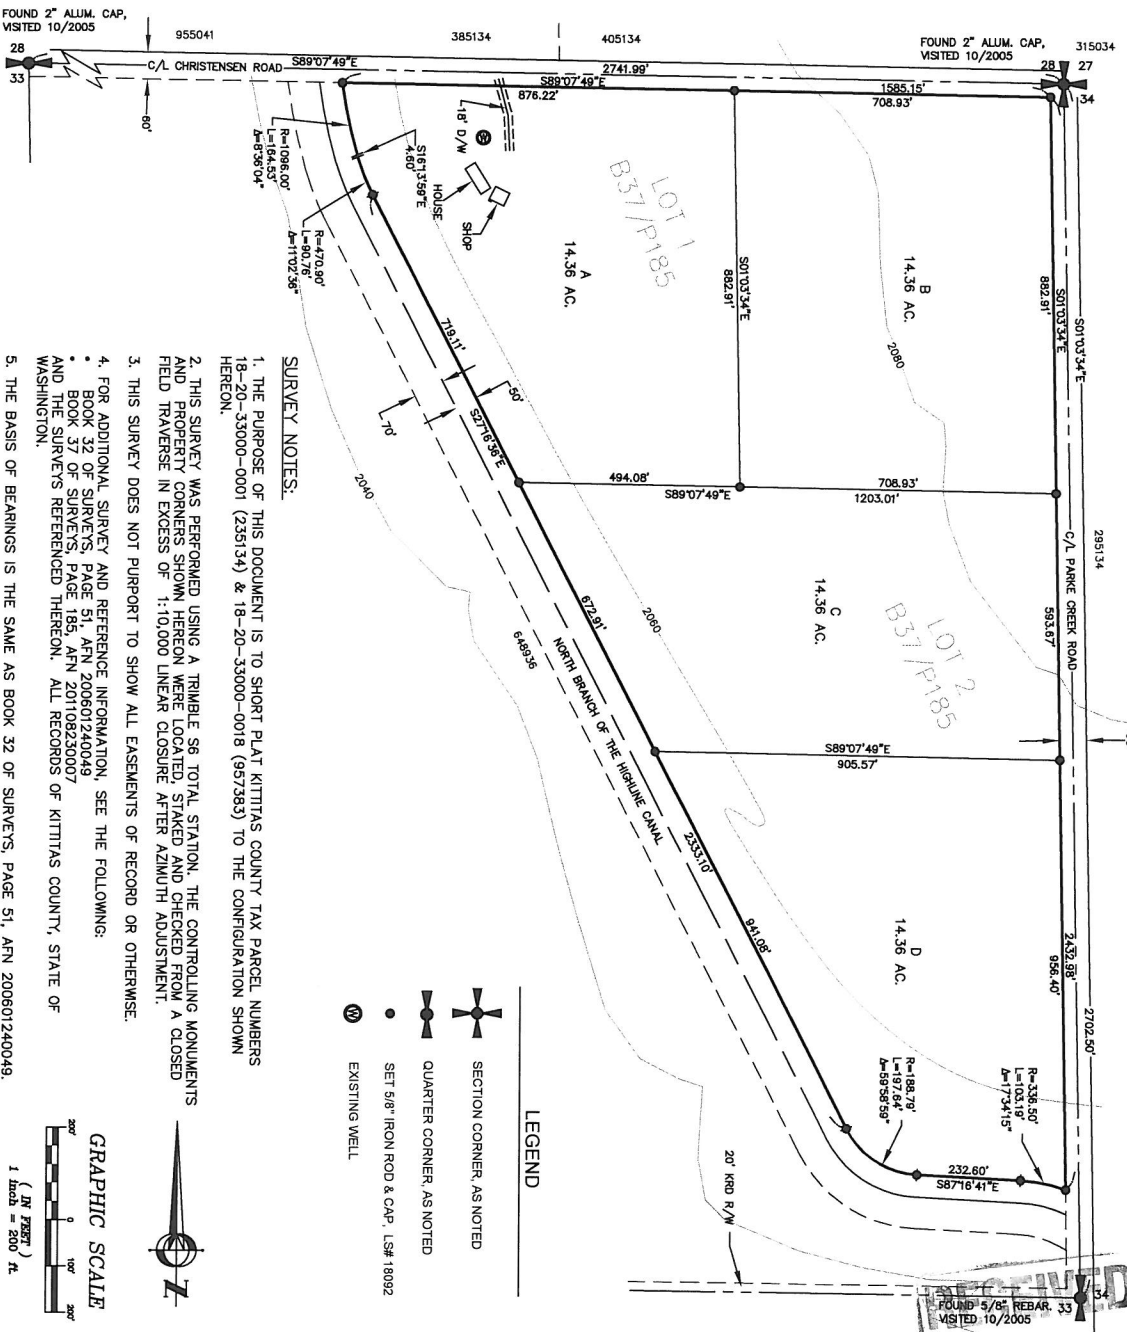 FOUND 2" ALUM. CAP,
VISITED 10/2005
28
33
955041
385134
405134
FOUND 2" ALUM. CAP,
VISITED 10/2005
315034
28
27
34
C/L CHRISTENSEN ROAD
S89°07'49"E
2741.99'
S89°07'49"E
876.22'
1585.15'
708.93'
60'
18' D/W
W
HOUSE
SHOP
R=1096.00'
L=164.53'
Δ=8°36'04"
S16°13'59"E
4.60'
R=470.90'
L=90.76'
Δ=11°02'36"
LOT 1
B37/P185
A
14.36 AC.
S01°03'34"E
882.91'
B
14.36 AC.
2080
S01°03'34"E
882.91'
S01°03'34"E
719.11'
50'
S27°16'36"E
70'
2040
494.08'
S89°07'49"E
708.93'
1203.01'
295134
C/L PARKE CREEK ROAD
593.67'
C
14.36 AC.
LOT 2
B37/P185
2060
672.91'
648936
NORTH BRANCH OF THE HIGHLINE CANAL
S89°07'49"E
905.57'
2333.10'
941.08'
D
14.36 AC.
2432.98'
956.40'
2702.50'
R=336.50'
L=103.19'
Δ=17°34'15"
R=188.79'
L=197.64'
Δ=59°58'59"
232.60'
S87°16'41"E
20' KRD R/W
RECEIVED
FOUND 5/8" REBAR,
VISITED 10/2005
33
34
SURVEY NOTES:
1. THE PURPOSE OF THIS DOCUMENT IS TO SHORT PLAT KITTITAS COUNTY TAX PARCEL NUMBERS
18-20-33000-0001 (235134) & 18-20-33000-0018 (957383) TO THE CONFIGURATION SHOWN
HEREON.
2. THIS SURVEY WAS PERFORMED USING A TRIMBLE S6 TOTAL STATION. THE CONTROLLING MONUMENTS
AND PROPERTY CORNERS SHOWN HEREON WERE LOCATED, STAKED AND CHECKED FROM A CLOSED
FIELD TRAVERSE IN EXCESS OF 1:10,000 LINEAR CLOSURE AFTER AZIMUTH ADJUSTMENT.
3. THIS SURVEY DOES NOT PURPORT TO SHOW ALL EASEMENTS OF RECORD OR OTHERWISE.
4. FOR ADDITIONAL SURVEY AND REFERENCE INFORMATION, SEE THE FOLLOWING:
• BOOK 32 OF SURVEYS, PAGE 51, AFN 200601240049
• BOOK 37 OF SURVEYS, PAGE 185, AFN 201108230007
AND THE SURVEYS REFERENCED THEREON. ALL RECORDS OF KITTITAS COUNTY, STATE OF
WASHINGTON.
5. THE BASIS OF BEARINGS IS THE SAME AS BOOK 32 OF SURVEYS, PAGE 51, AFN 200601240049.
LEGEND
SECTION CORNER, AS NOTED
QUARTER CORNER, AS NOTED
SET 5/8" IRON ROD & CAP, LS# 18092
W
EXISTING WELL
N
GRAPHIC SCALE
200'
0
100'
200'
( IN FEET )
1 inch = 200 ft.